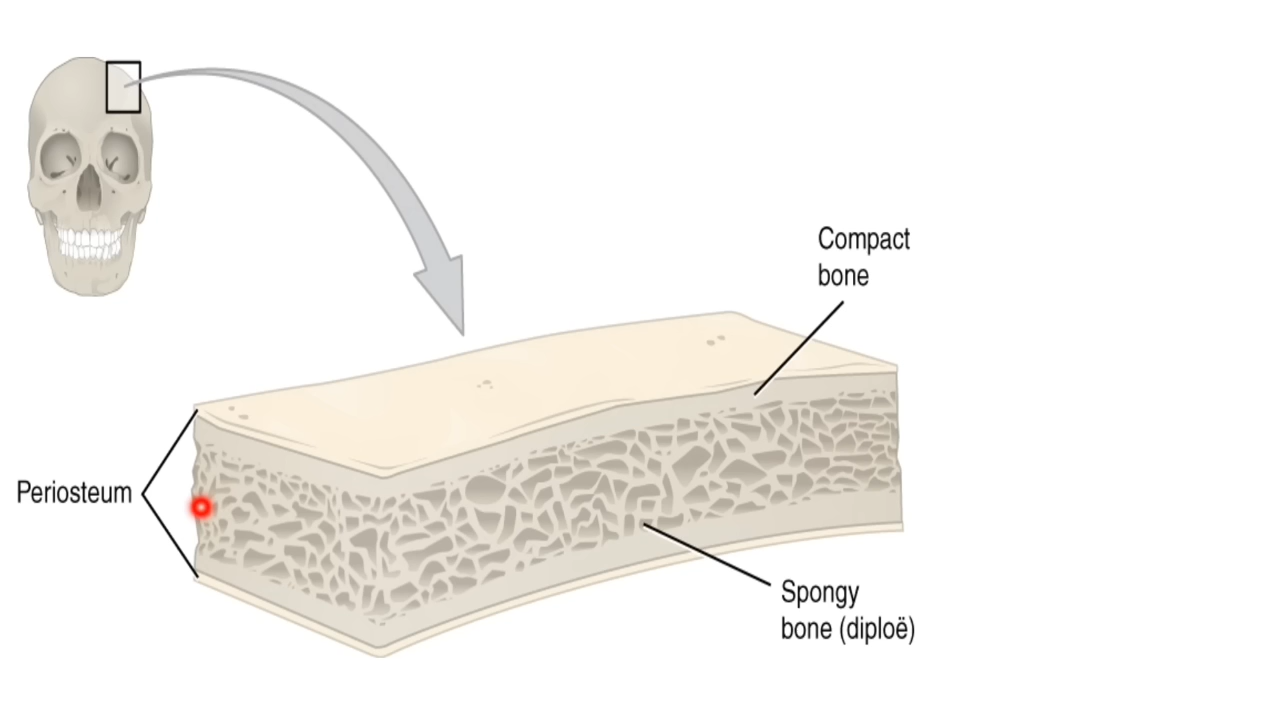 Compact
bone
Periosteum
Spongy
bone (diploë)